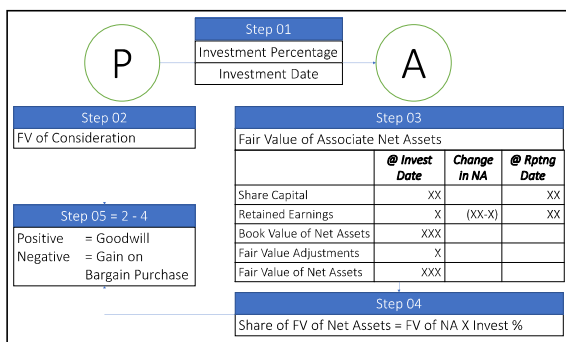 Step 01
P
Investment Percentage
A
Investment Date
Step 02
FV of Consideration
Step 03
Fair Value of Associate Net Assets
@ Invest Date
Change in NA
@ Rptng Date
Share Capital XX XX
Retained Earnings X (XX-X) XX
Book Value of Net Assets XXX
Fair Value Adjustments X
Fair Value of Net Assets XXX
Step 05 = 2 - 4
Positive = Goodwill
Negative = Gain on
Bargain Purchase
Step 04
Share of FV of Net Assets = FV of NA X Invest %